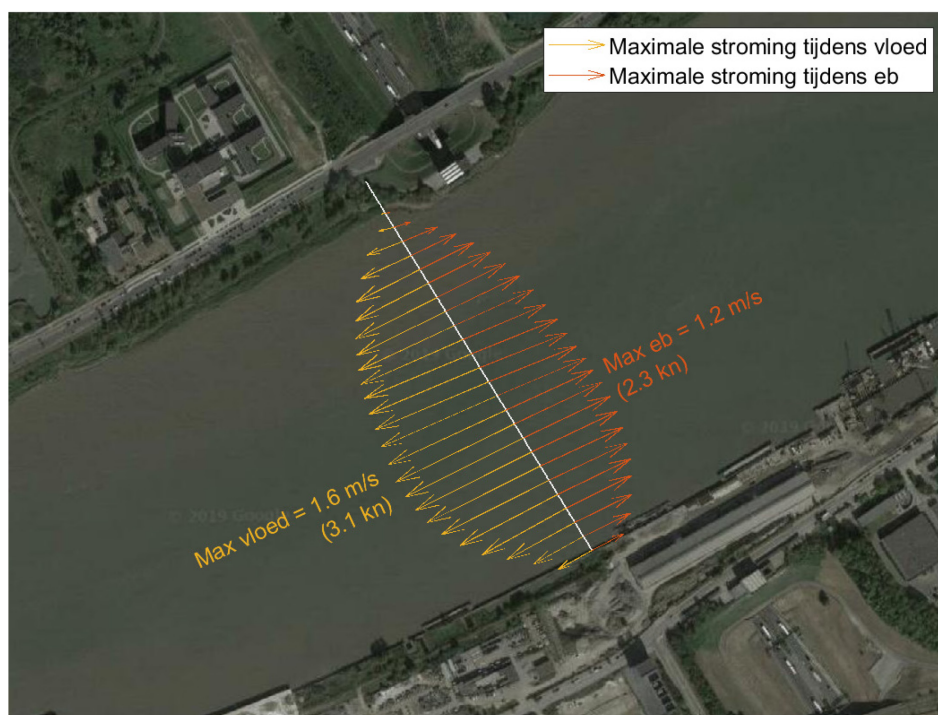 Maximale stroming tijdens vloed
Maximale stroming tijdens eb
Max eb = 1.2 m/s
(2.3 kn)
Max vloed = 1.6 m/s
(3.1 kn)
© 2019 Google
© 2019 Google
© 2019